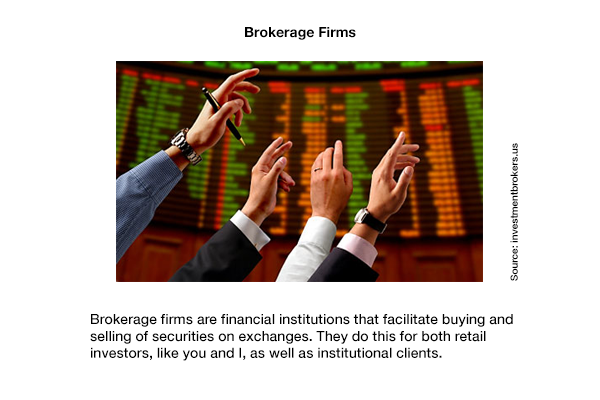 Brokerage Firms
Source: investmentbrokers.us
Brokerage firms are financial institutions that facilitate buying and
selling of securities on exchanges. They do this for both retail
investors, like you and I, as well as institutional clients.